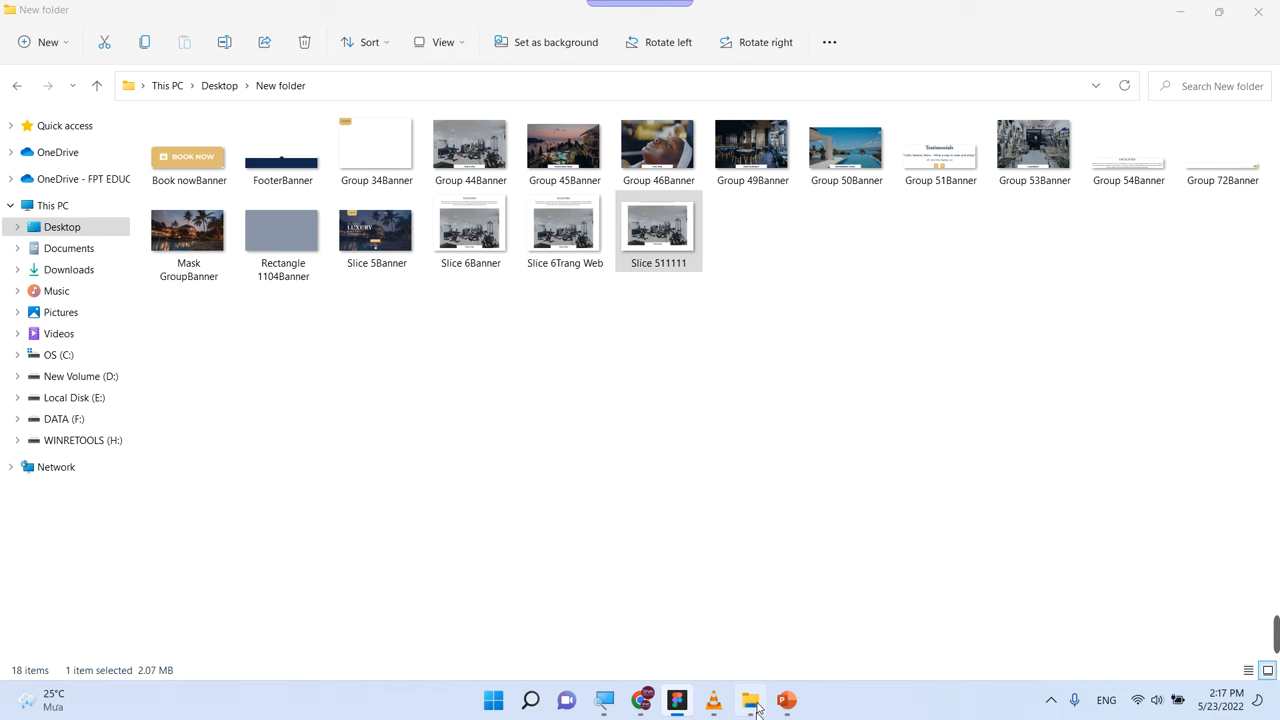 New folder
New
Sort
View
Set as background
Rotate left
Rotate right
This PC
Desktop
New folder
Search New folder
Quick access
OneDrive
OneDrive - FPT EDUC
This PC
Desktop
Documents
Downloads
Music
Pictures
Videos
OS (C:)
New Volume (D:)
Local Disk (E:)
DATA (F:)
WINRETOOLS (H:)
Network
BOOK NOW
Testimonials
LUXURY
Book nowBanner
FooterBanner
Group 34Banner
Group 44Banner
Group 45Banner
Group 46Banner
Group 49Banner
Group 50Banner
Group 51Banner
Group 53Banner
Group 54Banner
Group 72Banner
Mask
GroupBanner
Rectangle
1104Banner
Slice 5Banner
Slice 6Banner
Slice 6Trang Web
Slice 511111
18 items
1 item selected 2.07 MB
25°C
Mưa
ENG
2:17 PM
5/23/2022